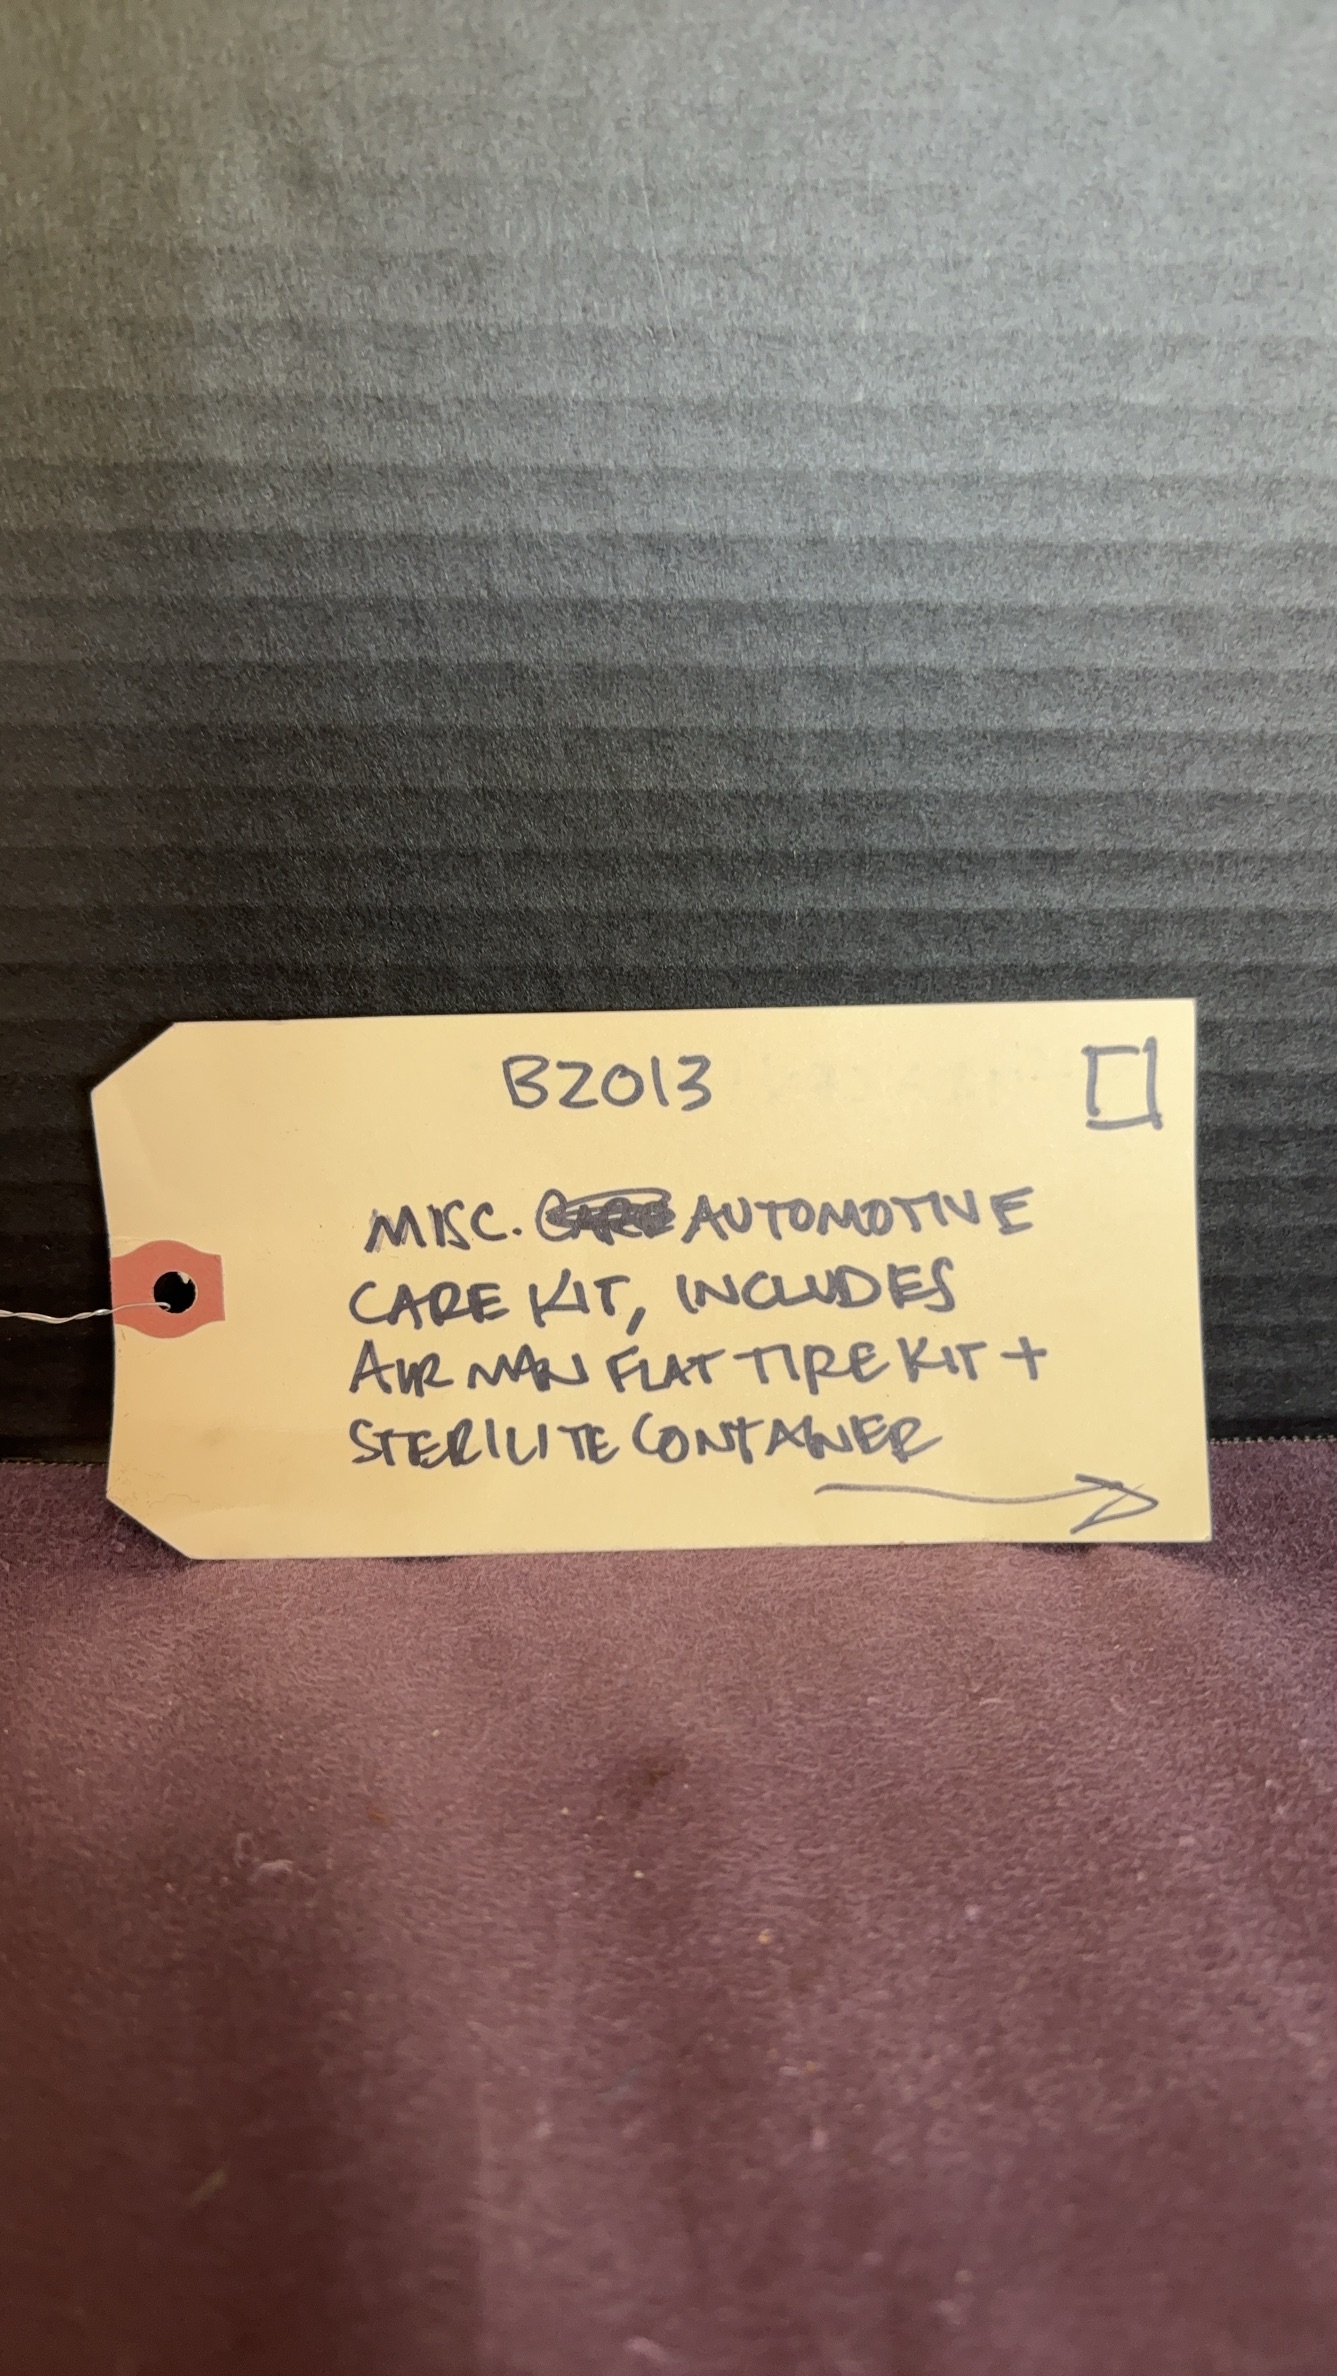 B2013
MISC. AUTOMOTIVE
CARE KIT, INCLUDES
AIR MAN FLAT TIRE KIT +
STERILITE CONTAINER